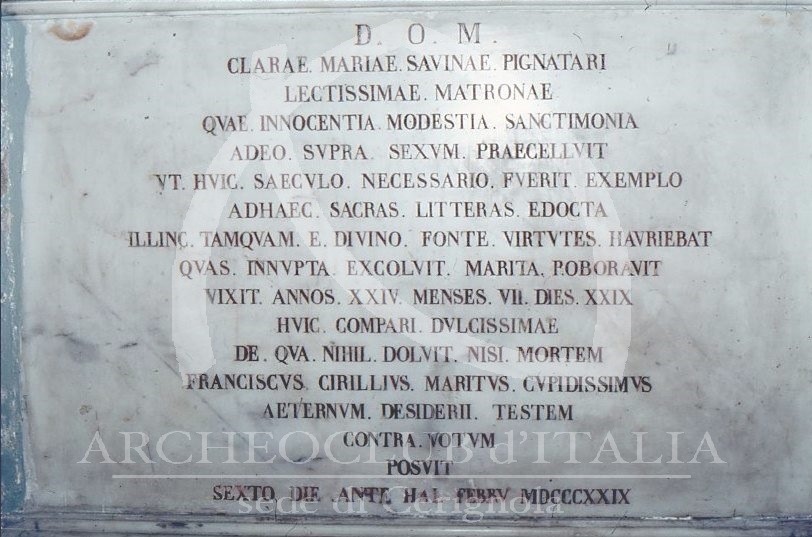 D. O. M.
CLARAE. MARIAE. SAVINAE. PIGNATARI
LECTISSIMAE. MATRONAE
QVAE. INNOCENTIA. MODESTIA. SANCTIMONIA
ADEO. SVPRA. SEXVM. PRAECELLVIT
VT. HVIC. SAECVLO. NECESSARIO. FVERIT. EXEMPLO
ADHAEC. SACRAS. LITTERAS. EDOCTA
ILLINC. TAMQVAM. E. DIVINO. FONTE. VIRTVTES. HAVRIEBAT
QVAS. INNVPTA. EXCOLVIT. MARITA. ROBORAVIT
VIXIT. ANNOS. XXIV. MENSES. VII. DIES. XXIX
HVIC. COMPARI. DVLCISSIMAE
DE. QVA. NIHIL. DOLVIT. NISI. MORTEM
FRANCISCVS. CIRILLIVS. MARITVS. CVPIDISSIMVS
AETERNVM. DESIDERII. TESTEM
CONTRA. VOTVM
ARCHEOCLUB d'ITALIA
POSVIT
SEXTO. DIE. ANTE. FEBRV. MDCCCXXIX
sede di Cerignola